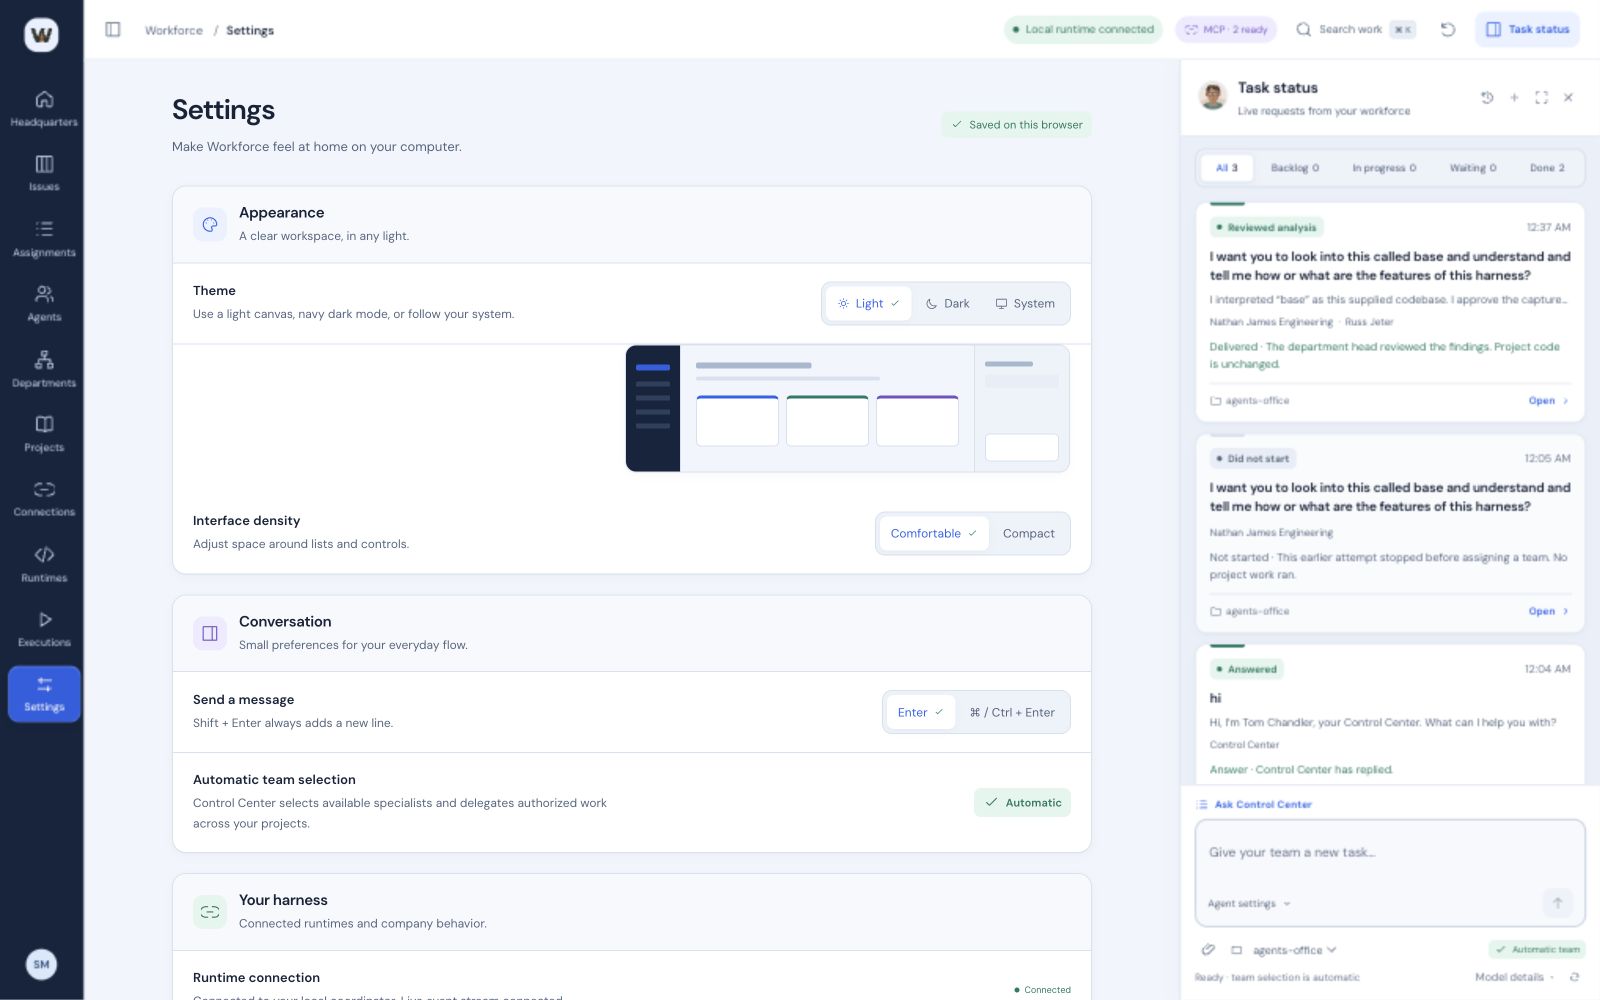 W
Headquarters
Issues
Assignments
Agents
Departments
Projects
Connections
Runtimes
Executions
Settings
SM
Workforce / Settings
Local runtime connected
MCP · 2 ready
Search work ⌘ K
Task status
Settings
Make Workforce feel at home on your computer.
Saved on this browser
Appearance
A clear workspace, in any light.
Theme
Use a light canvas, navy dark mode, or follow your system.
Light
Dark
System
Interface density
Adjust space around lists and controls.
Comfortable
Compact
Conversation
Small preferences for your everyday flow.
Send a message
Shift + Enter always adds a new line.
Enter
⌘ / Ctrl + Enter
Automatic team selection
Control Center selects available specialists and delegates authorized work
across your projects.
Automatic
Your harness
Connected runtimes and company behavior.
Runtime connection
Connected to your local coordinator. Live event stream connected.
Connected
Task status
Live requests from your workforce
All 3
Backlog 0
In progress 0
Waiting 0
Done 2
Reviewed analysis
12:37 AM
I want you to look into this called base and understand and
tell me how or what are the features of this harness?
I interpreted “base” as this supplied codebase. I approve the capture...
Nathan James Engineering · Russ Jeter
Delivered · The department head reviewed the findings. Project code
is unchanged.
agents-office
Open
Did not start
12:05 AM
I want you to look into this called base and understand and
tell me how or what are the features of this harness?
Nathan James Engineering
Not started · This earlier attempt stopped before assigning a team. No
project work ran.
agents-office
Open
Answered
12:04 AM
hi
Hi, I'm Tom Chandler, your Control Center. What can I help you with?
Control Center
Answer · Control Center has replied.
Ask Control Center
Give your team a new task...
Agent settings
agents-office
Automatic team
Ready · team selection is automatic
Model details